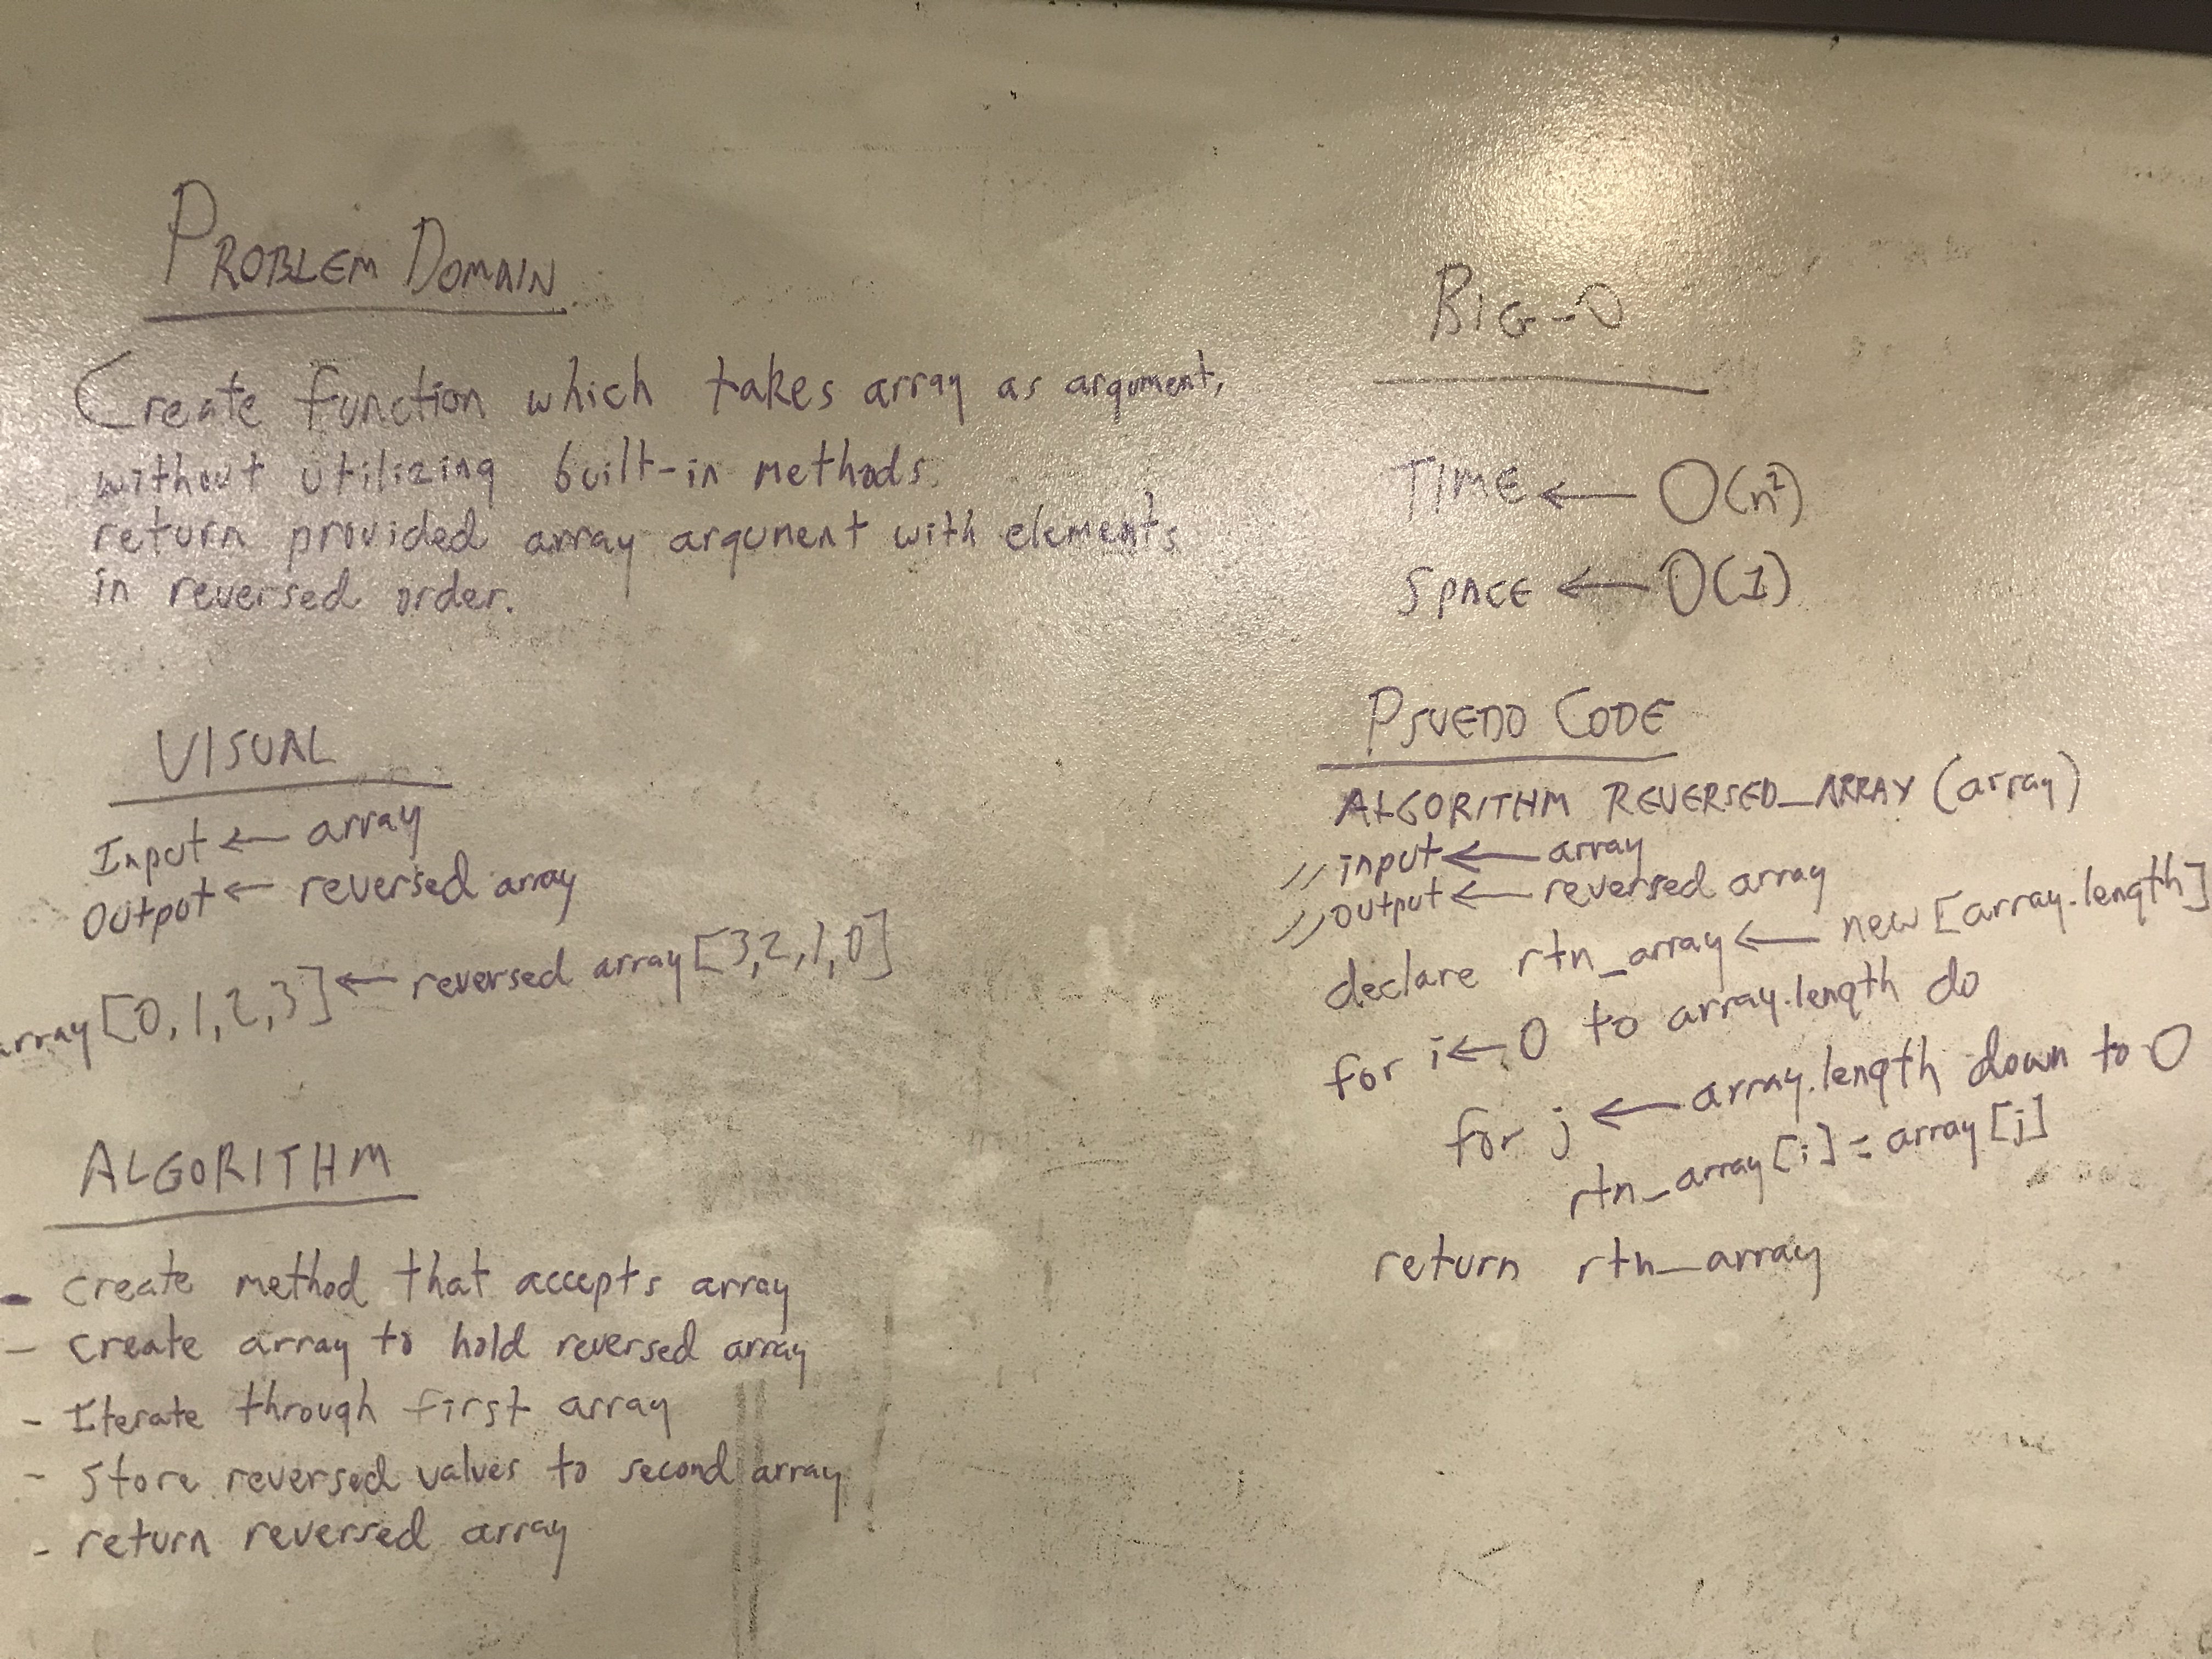 PROBLEM DOMAIN
Create function which takes array as argument,
without utilizing built-in methods.
return provided array argument with elements
in reversed order.
VISUAL
Input ← array
Output ← reversed array
array [0, 1, 2, 3] ← reversed array [3, 2, 1, 0]
ALGORITHM
- create method that accepts array
- create array to hold reversed array
- Iterate through first array
- Store reversed values to second array
- return reversed array
BIG-O
TIME ← O(n²)
SPACE ← O(1)
PSUEDO CODE
ALGORITHM REVERSED_ARRAY (array)
// input ← array
// output ← reversed array
declare rtn_array ← new [array.length]
for i ← 0 to array.length do
for j ← array.length down to 0
rtn_array [i] = array [j]
return rtn_array